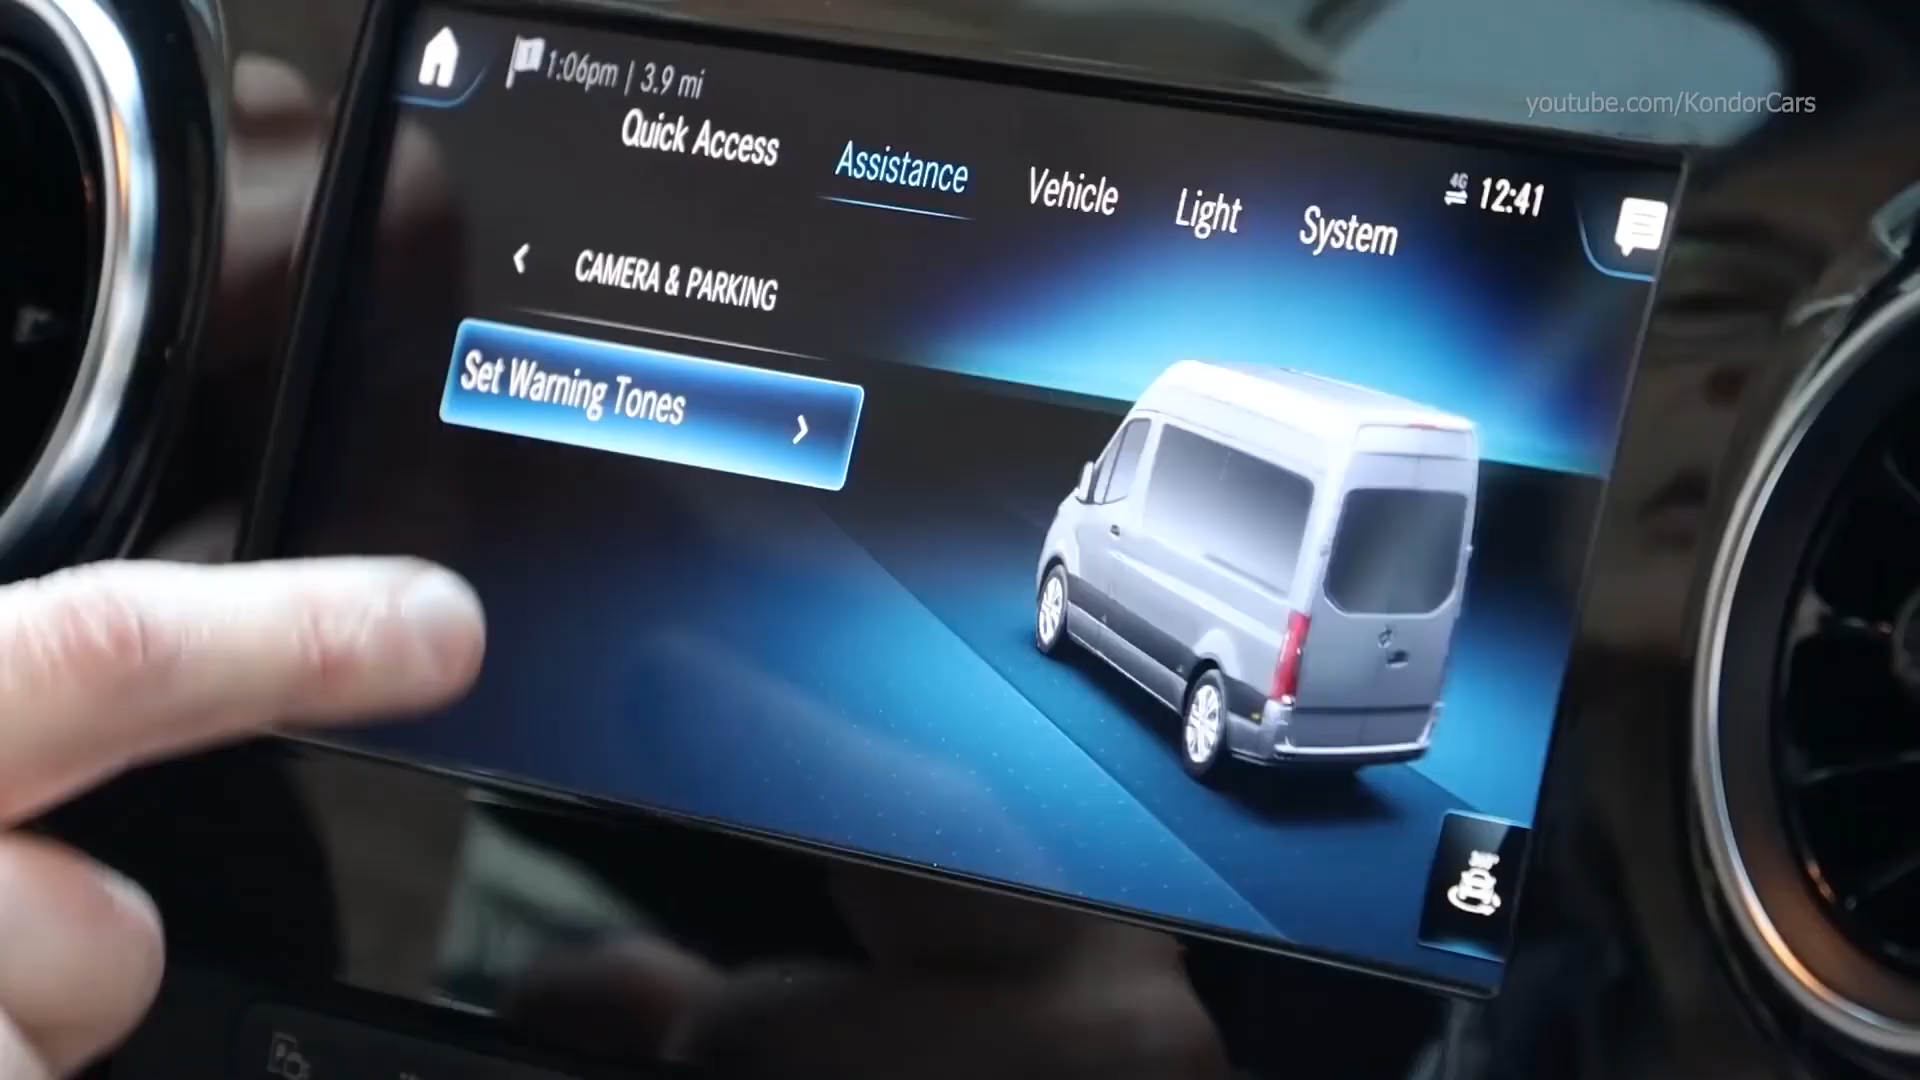 1:06pm | 3.9 mi
youtube.com/KondorCars
Quick Access
Assistance
Vehicle
Light
System
4G
12:41
CAMERA & PARKING
Set Warning Tones